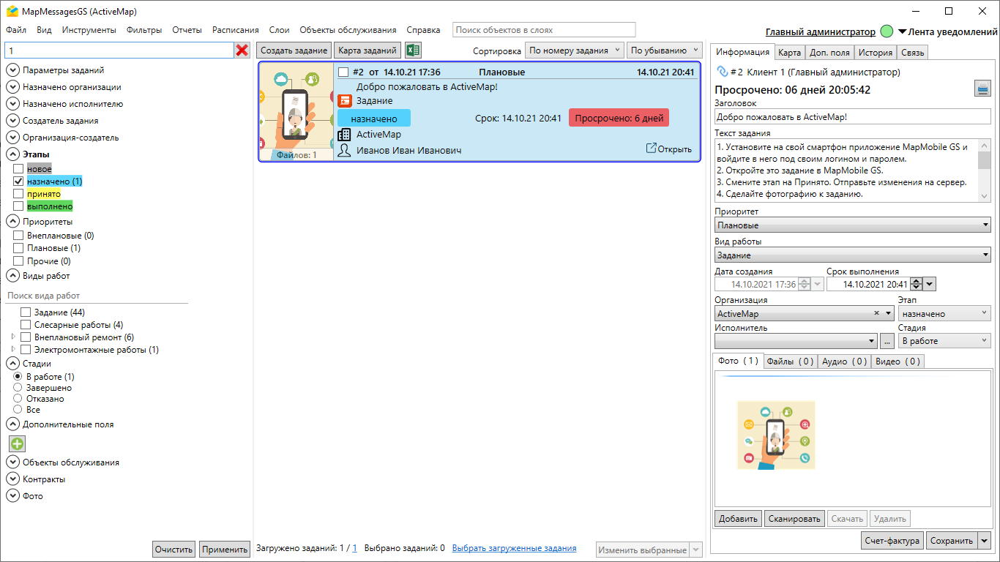 MapMessagesGS (ActiveMap)
Файл Вид Инструменты Фильтры Отчеты Расписания Слои Объекты обслуживания Справка Поиск объектов в слоях
Главный администратор Лента уведомлений
1
Параметры заданий
Назначено организации
Назначено исполнителю
Создатель задания
Организация-создатель
Этапы
новое
назначено (1)
принято
выполнено
Приоритеты
Внеплановые (0)
Плановые (1)
Прочие (0)
Виды работ
Поиск вида работ
Задание (44)
Слесарные работы (4)
Внеплановый ремонт (6)
Электромонтажные работы (1)
Стадии
В работе (1)
Завершено
Отказано
Все
Дополнительные поля
Объекты обслуживания
Контракты
Фото
Очистить Применить
Создать задание Карта заданий Сортировка По номеру задания По убыванию
#2 от 14.10.21 17:36 Плановые 14.10.21 20:41
Добро пожаловать в ActiveMap!
Задание
назначено Срок: 14.10.21 20:41 Просрочено: 6 дней
ActiveMap
Иванов Иван Иванович Открыть
Файлов: 1
Загружено заданий: 1 / 1 Выбрано заданий: 0 Выбрать загруженные задания Изменить выбранные
Информация Карта Доп. поля История Связь
# 2 Клиент 1 (Главный администратор)
Просрочено: 06 дней 20:05:42
Заголовок
Добро пожаловать в ActiveMap!
Текст задания
1. Установите на свой смартфон приложение MapMobile GS и
войдите в него под своим логином и паролем.
2. Откройте это задание в MapMobile GS.
3. Смените этап на Принято. Отправьте изменения на сервер.
4. Сделайте фотографию к заданию.
Приоритет
Плановые
Вид работы
Задание
Дата создания Срок выполнения
14.10.2021 17:36 14.10.2021 20:41
Организация Этап
ActiveMap назначено
Исполнитель Стадия
... В работе
Фото ( 1 ) Файлы ( 0 ) Аудио ( 0 ) Видео ( 0 )
Добавить Сканировать Скачать Удалить
Счет-фактура Сохранить